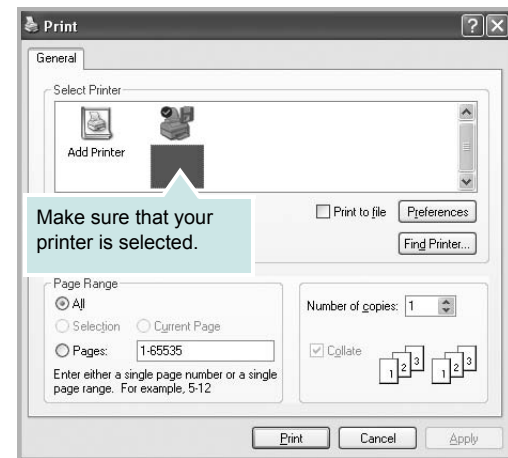 Print
General
Select Printer
Add Printer
Make sure that your
printer is selected.
Print to file
Preferences
Find Printer...
Page Range
All
Selection
Current Page
Pages:
1-65535
Enter either a single page number or a single
page range. For example, 5-12
Number of copies:
1
Collate
1 2 3
1 2 3
Print
Cancel
Apply